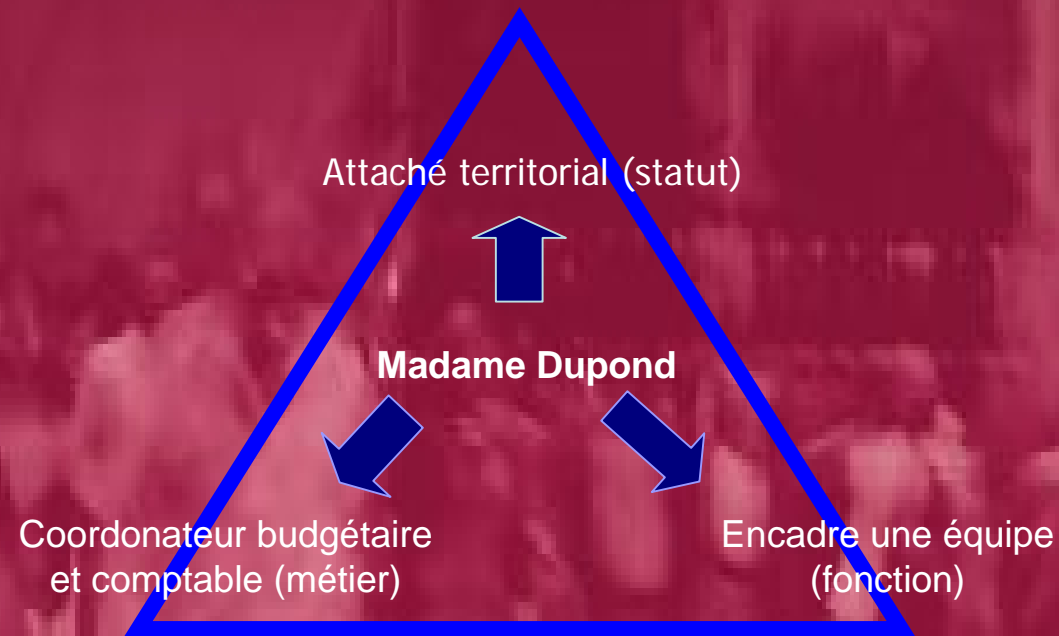 Attaché territorial (statut)
Madame Dupond
Coordonateur budgétaire
et comptable (métier)
Encadre une équipe
(fonction)